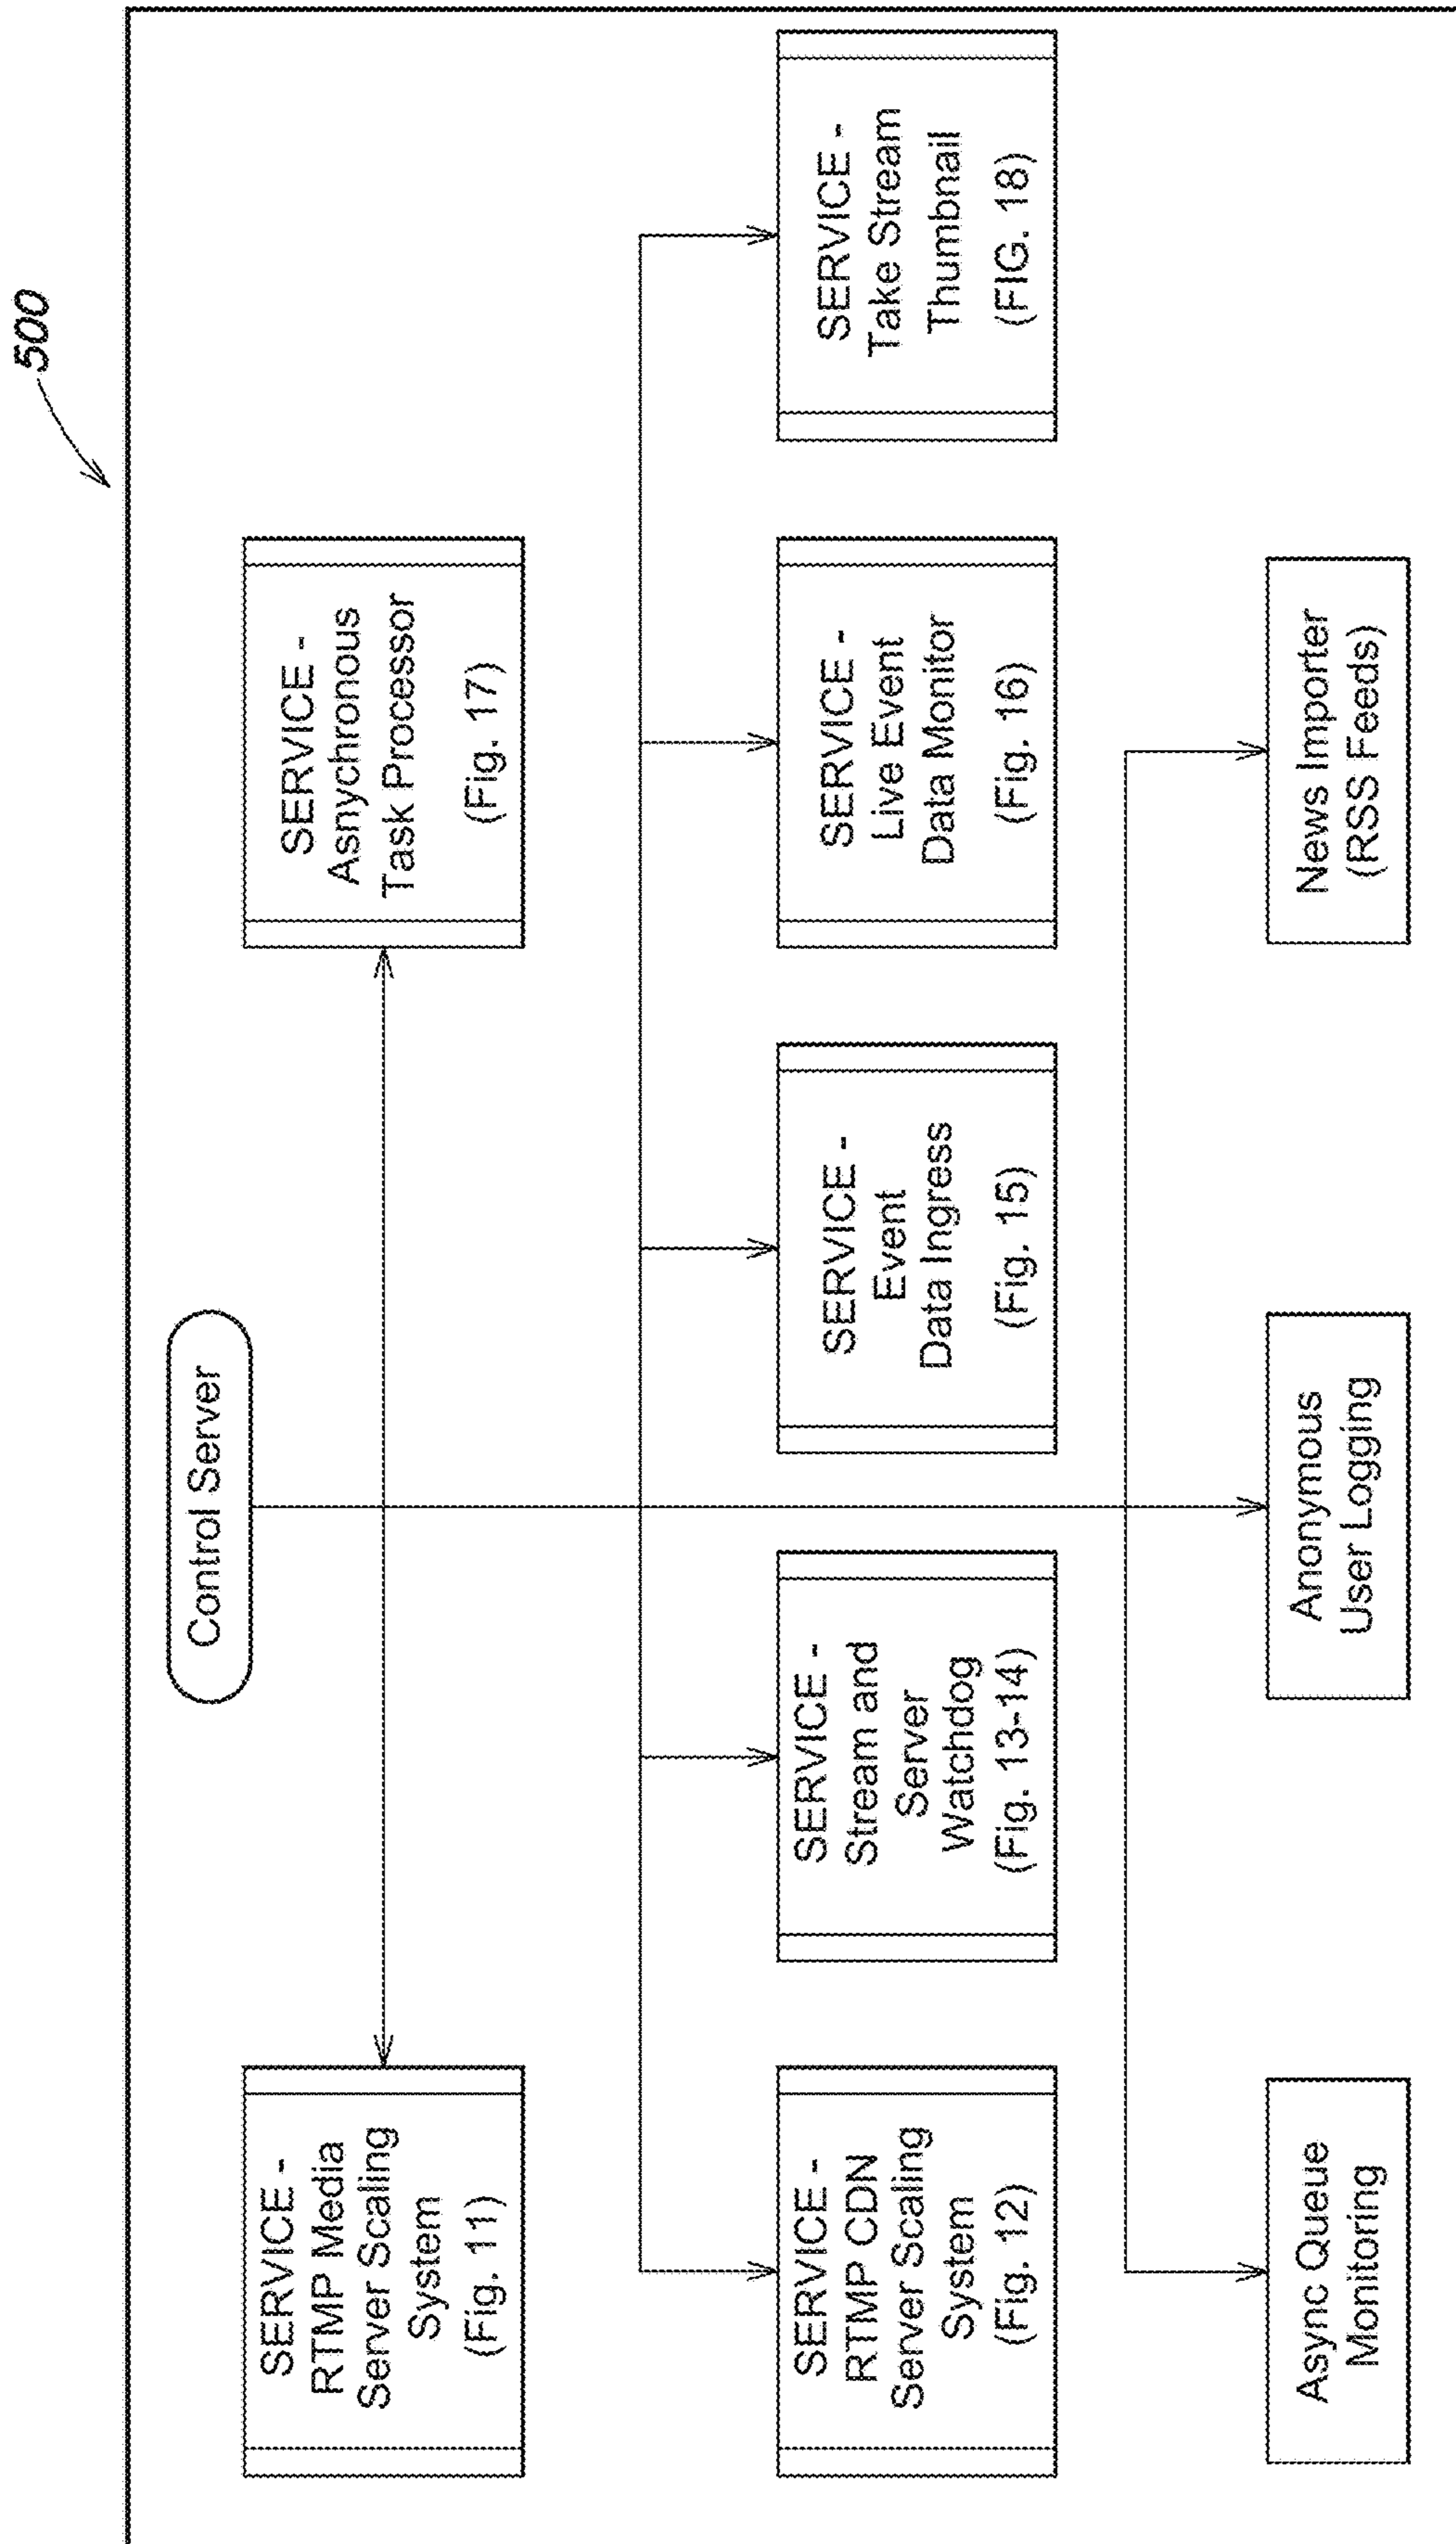 500
Control Server
SERVICE -
RTMP Media
Server Scaling
System
(Fig. 11)
SERVICE -
Asnychronous
Task Processor
(Fig. 17)
SERVICE -
RTMP CDN
Server Scaling
System
(Fig. 12)
SERVICE -
Stream and
Server
Watchdog
(Fig. 13-14)
SERVICE -
Event
Data Ingress
(Fig. 15)
SERVICE -
Live Event
Data Monitor
(Fig. 16)
SERVICE -
Take Stream
Thumbnail
(FIG. 18)
Async Queue
Monitoring
Anonymous
User Logging
News Importer
(RSS Feeds)